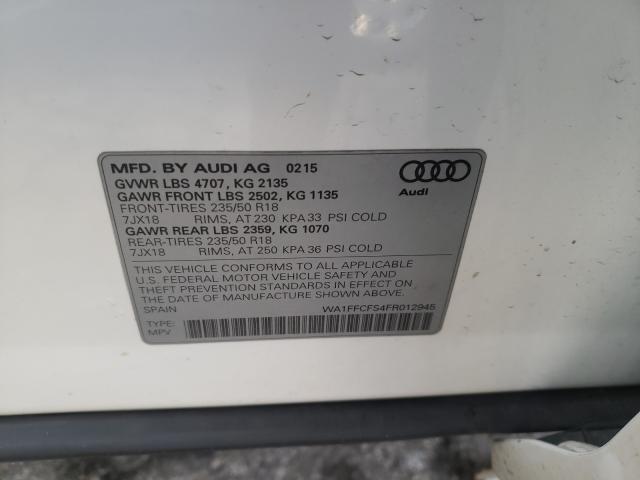 MFD. BY AUDI AG 0215
GVWR LBS 4707, KG 2135
GAWR FRONT LBS 2502, KG 1135
FRONT-TIRES 235/50 R18
7JX18 RIMS, AT 230 KPA 33 PSI COLD
GAWR REAR LBS 2359, KG 1070
REAR-TIRES 235/50 R18
7JX18 RIMS, AT 250 KPA 36 PSI COLD
Audi
THIS VEHICLE CONFORMS TO ALL APPLICABLE
U.S. FEDERAL MOTOR VEHICLE SAFETY AND
THEFT PREVENTION STANDARDS IN EFFECT ON
THE DATE OF MANUFACTURE SHOWN ABOVE.
SPAIN WA1FFCFS4FR012945
TYPE:
MPV